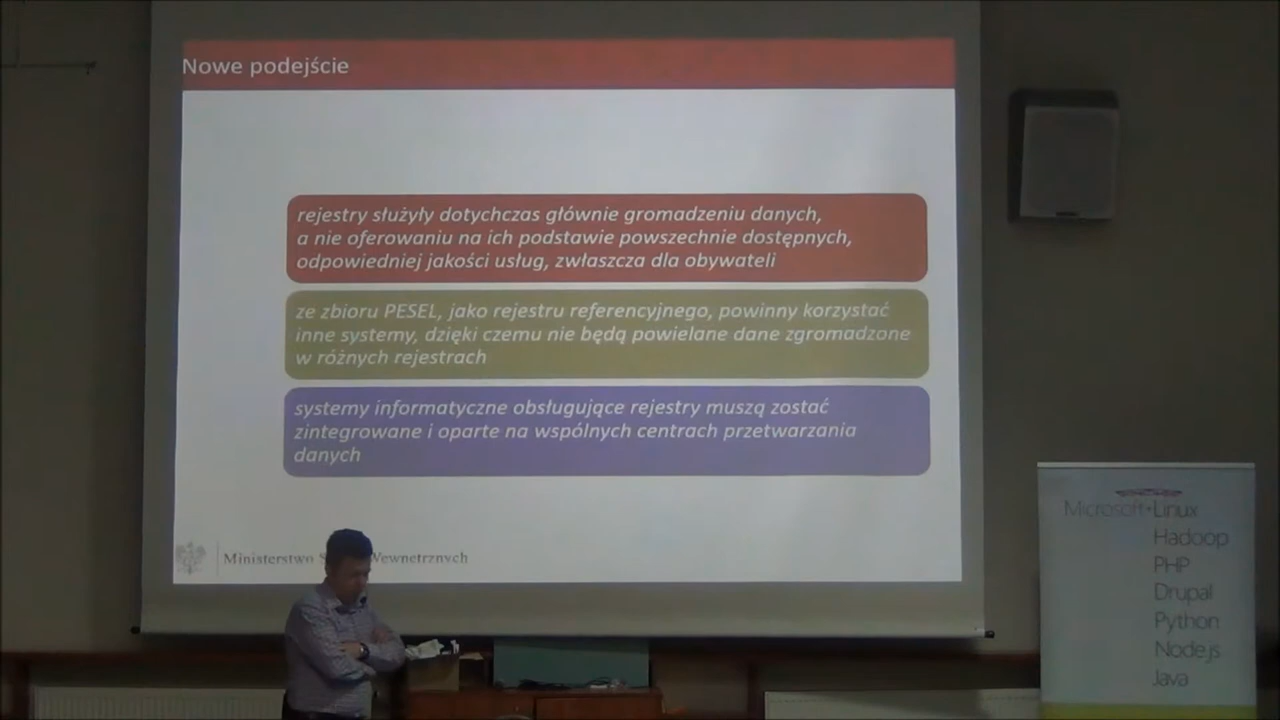 Nowe podejście
rejestry służyły dotychczas głównie gromadzeniu danych,
a nie oferowaniu na ich podstawie powszechnie dostępnych,
odpowiedniej jakości usług, zwłaszcza dla obywateli
ze zbioru PESEL, jako rejestru referencyjnego, powinny korzystać
inne systemy, dzięki czemu nie będą powielane dane zgromadzone
w różnych rejestrach
systemy informatyczne obsługujące rejestry muszą zostać
zintegrowane i oparte na wspólnych centrach przetwarzania
danych
Ministerstwo Wewnętrznych
Microsoft+Linux
Hadoop
PHP
Drupal
Python
Node.js
Java